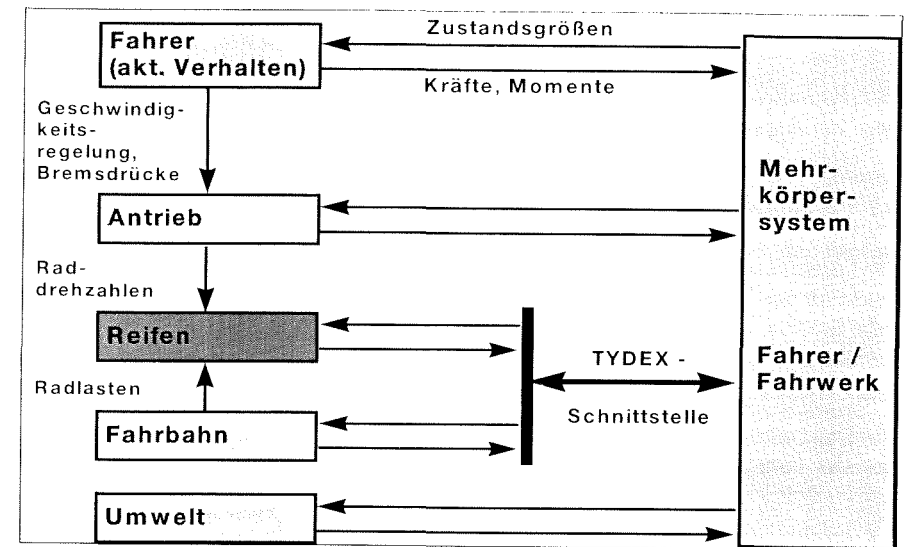 Fahrer
(akt. Verhalten)
Zustandsgrößen
Kräfte, Momente
Geschwindig-
keits-
regelung,
Bremsdrücke
Antrieb
Mehr-
körper-
system
Rad-
drehzahlen
Reifen
TYDEX -
Schnittstelle
Fahrer /
Fahrwerk
Radlasten
Fahrbahn
Umwelt